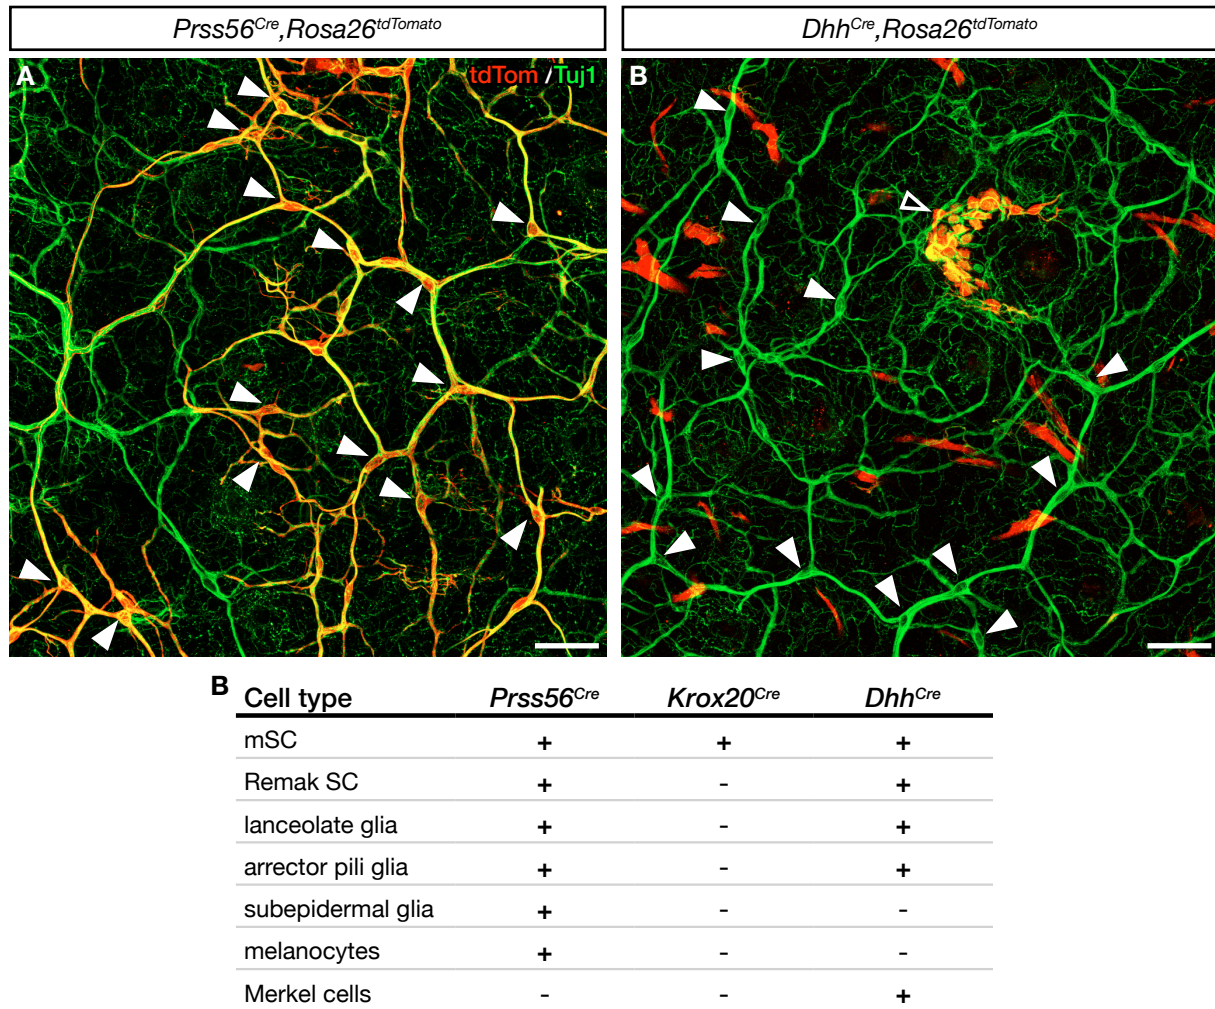 Prss56Cre,Rosa26tdTomato
DhhCre,Rosa26tdTomato
A
tdTom /Tuj1
B
B
Cell type Prss56Cre Krox20Cre DhhCre
mSC + + +
Remak SC + - +
lanceolate glia + - +
arrector pili glia + - +
subepidermal glia + - -
melanocytes + - -
Merkel cells - - +